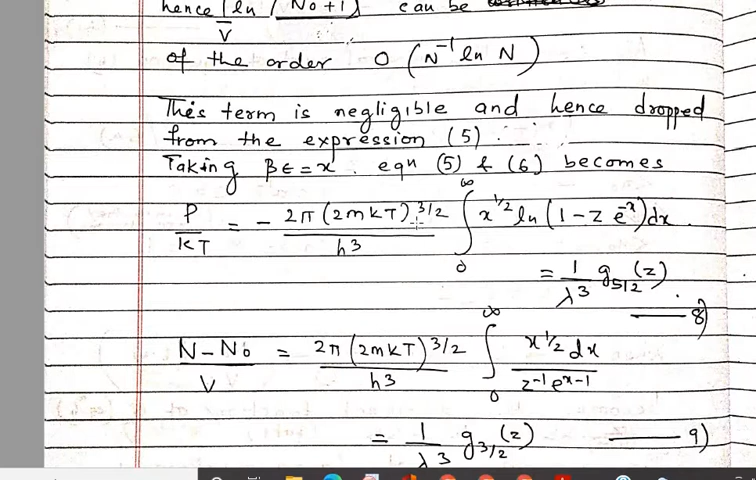 hence [ln (No+1)] can be
V
of the order O (N⁻¹ ln N)
This term is negligible and hence dropped
from the expression (5).
Taking βε = x. eqn (5) & (6) becomes
P/KT = - 2π(2mkT)^3/2 / h3 ∫₀^∞ x^1/2 ln(1-z e^-x)dx.
= 1/λ3 g5/2(z). —— 8)
N-No/V = 2π(2mkT)^3/2 / h3 ∫₀^∞ x^1/2 dx / z^-1 e^x-1
= 1/λ3 g3/2(z) —— 9)